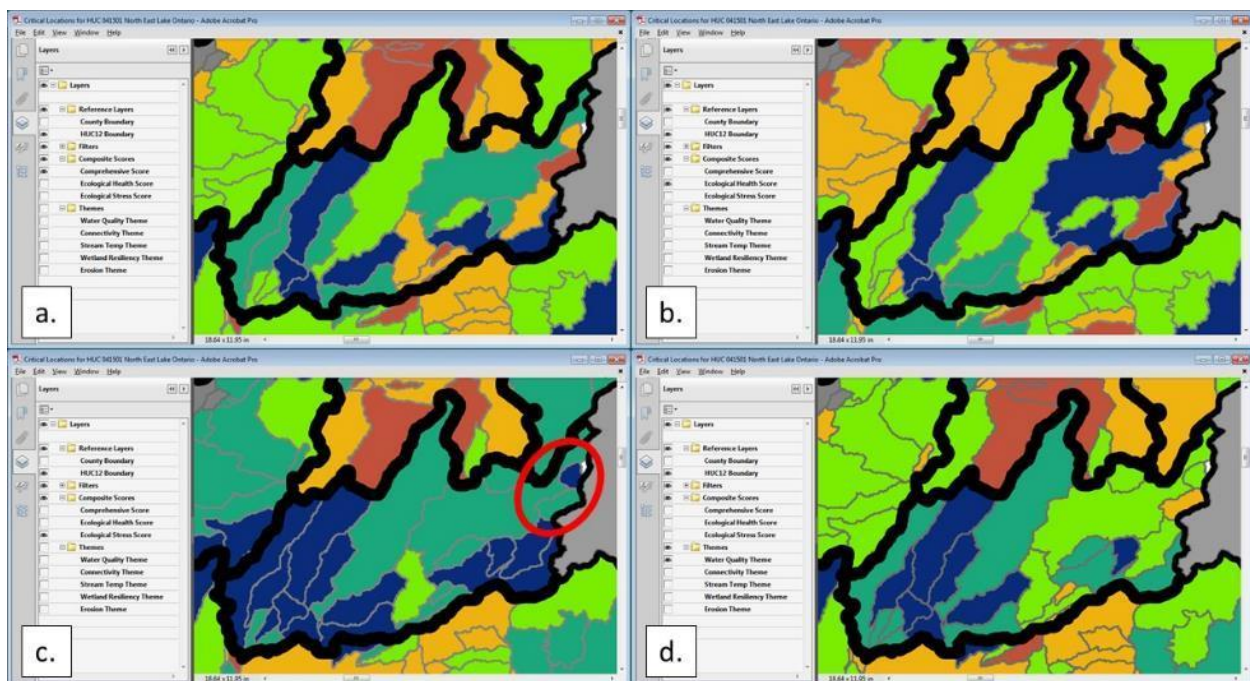 Critical Locations for HUC 041501 North East Lake Ontario - Adobe Acrobat Pro
File Edit View Window Help
Layers
Layers
Reference Layers
County Boundary
HUC12 Boundary
Filters
Composite Scores
Comprehensive Score
Ecological Health Score
Ecological Stress Score
Themes
Water Quality Theme
Connectivity Theme
Stream Temp Theme
Wetland Resiliency Theme
Erosion Theme
a.
18.64 x 11.95 in
Critical Locations for HUC 041501 North East Lake Ontario - Adobe Acrobat Pro
File Edit View Window Help
Layers
Layers
Reference Layers
County Boundary
HUC12 Boundary
Filters
Composite Scores
Comprehensive Score
Ecological Health Score
Ecological Stress Score
Themes
Water Quality Theme
Connectivity Theme
Stream Temp Theme
Wetland Resiliency Theme
Erosion Theme
b.
18.64 x 11.95 in
Critical Locations for HUC 041501 North East Lake Ontario - Adobe Acrobat Pro
File Edit View Window Help
Layers
Layers
Reference Layers
County Boundary
HUC12 Boundary
Filters
Composite Scores
Comprehensive Score
Ecological Health Score
Ecological Stress Score
Themes
Water Quality Theme
Connectivity Theme
Stream Temp Theme
Wetland Resiliency Theme
Erosion Theme
c.
18.64 x 11.95 in
Critical Locations for HUC 041501 North East Lake Ontario - Adobe Acrobat Pro
File Edit View Window Help
Layers
Layers
Reference Layers
County Boundary
HUC12 Boundary
Filters
Composite Scores
Comprehensive Score
Ecological Health Score
Ecological Stress Score
Themes
Water Quality Theme
Connectivity Theme
Stream Temp Theme
Wetland Resiliency Theme
Erosion Theme
d.
18.64 x 11.95 in